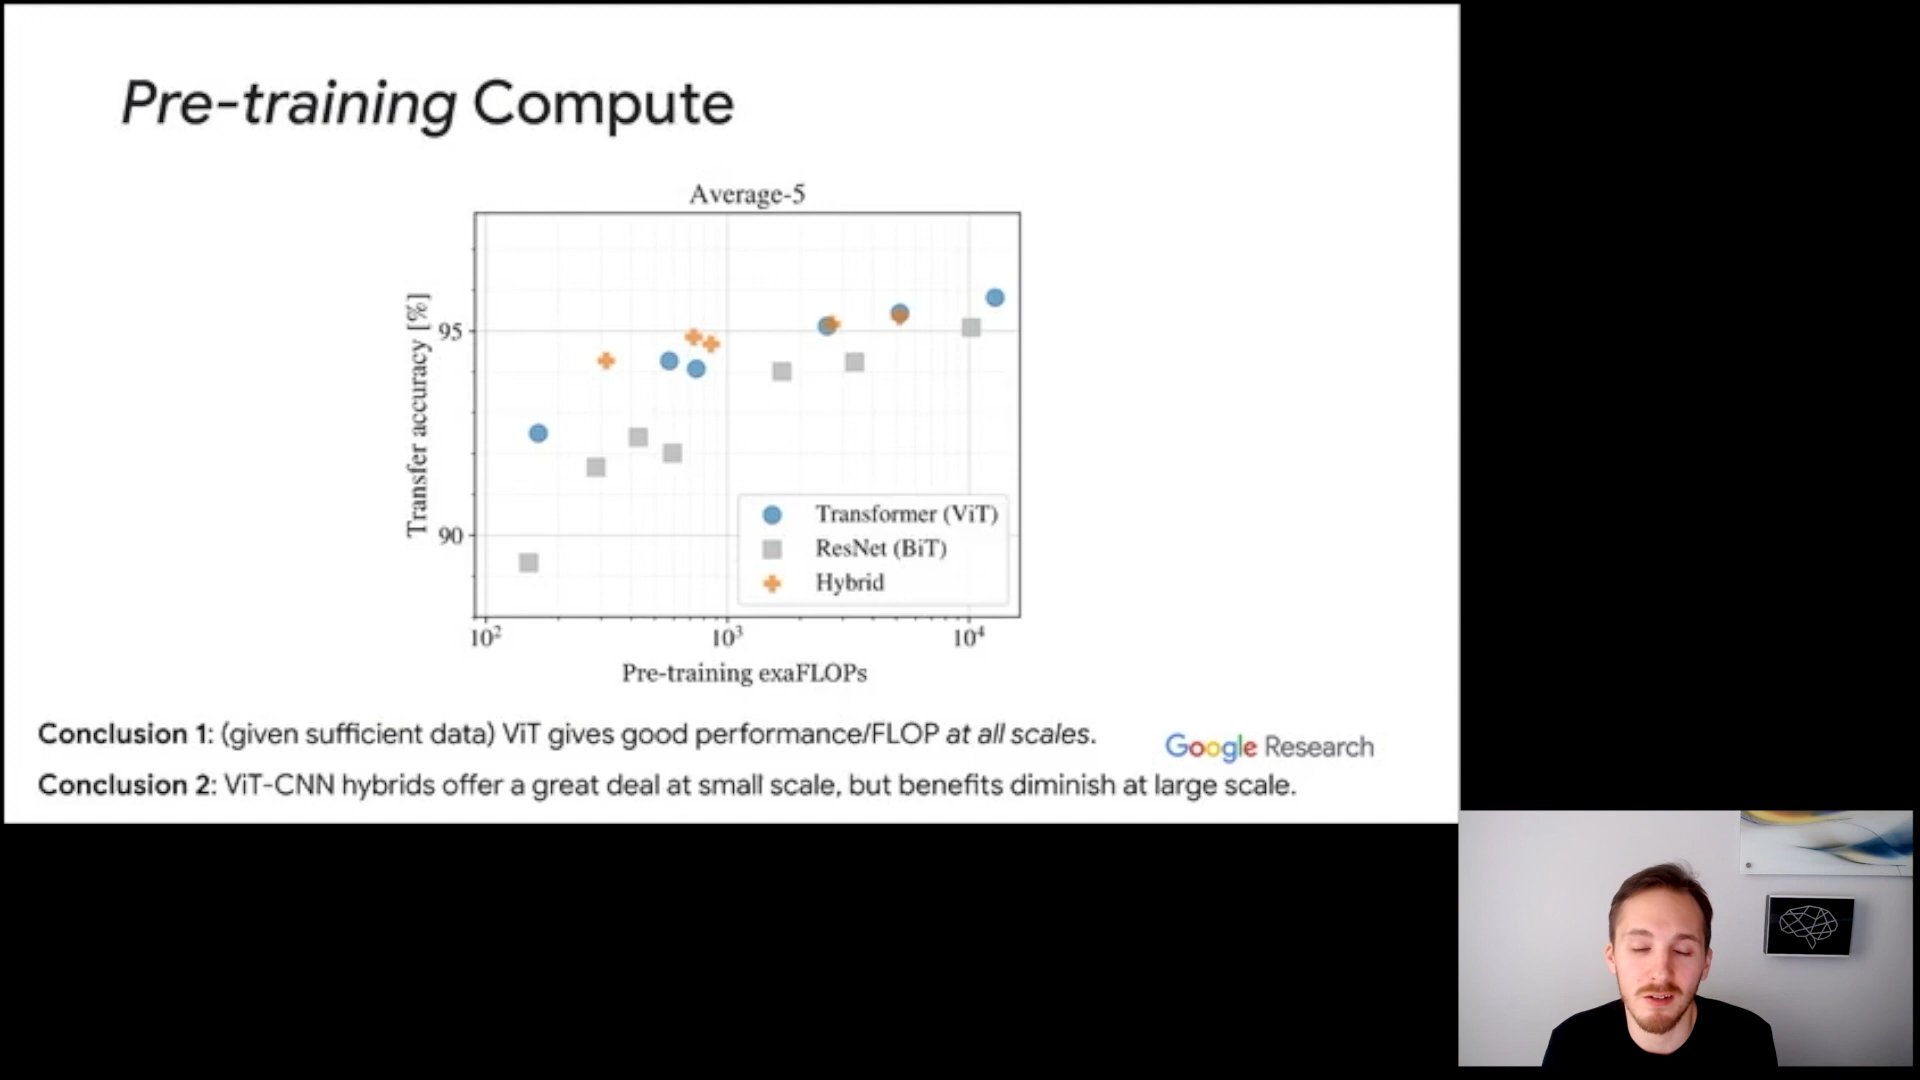 Pre-training Compute
Average-5
Transfer accuracy [%]
95
90
Transformer (ViT)
ResNet (BiT)
Hybrid
10²
10³
10⁴
Pre-training exaFLOPs
Conclusion 1: (given sufficient data) ViT gives good performance/FLOP at all scales.
Google Research
Conclusion 2: ViT-CNN hybrids offer a great deal at small scale, but benefits diminish at large scale.